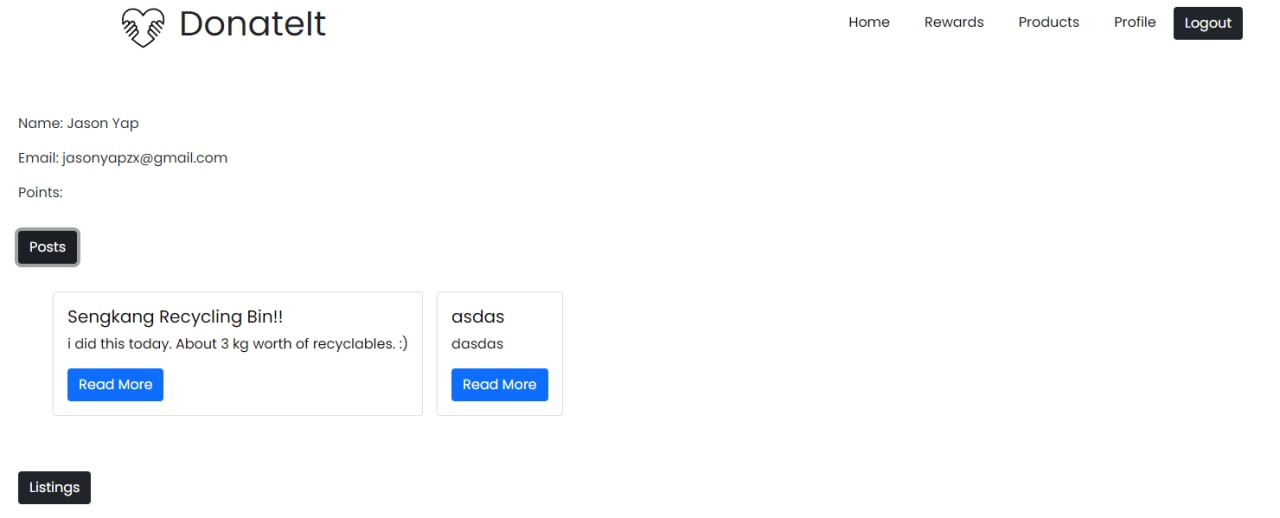 DonateIt
Home Rewards Products Profile Logout
Name: Jason Yap
Email: jasonyapzx@gmail.com
Points:
Posts
Sengkang Recycling Bin!!
i did this today. About 3 kg worth of recyclables. :)
Read More
asdas
dasdas
Read More
Listings